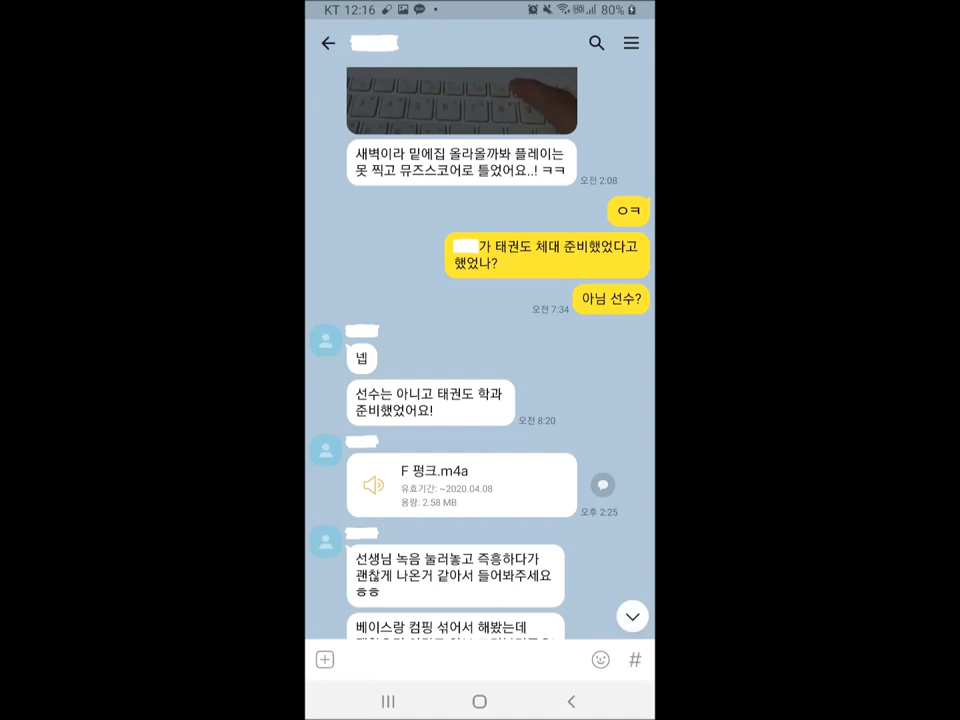 KT 12:16
80%
새벽이라 밑에집 올라올까봐 플레이는
못 찍고 뮤즈스코어로 틀었어요..! ㅋㅋ
오전 2:08
ㅇㅋ
가 태권도 체대 준비했었다고
했었나?
아님 선수?
오전 7:34
넵
선수는 아니고 태권도 학과
준비했었어요!
오전 8:20
F 펑크.m4a
유효기간: ~2020.04.08
용량: 2.58 MB
오후 2:25
선생님 녹음 눌러놓고 즉흥하다가
괜찮게 나온거 같아서 들어봐주세요
ㅎㅎ
베이스랑 컴핑 섞어서 해봤는데
#